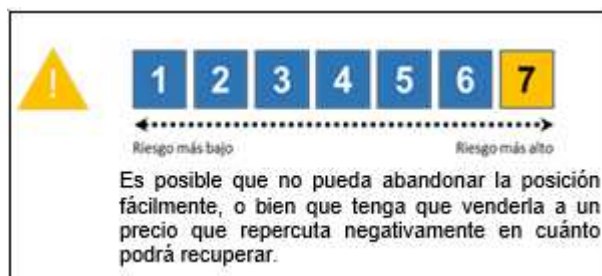 !
1 2 3 4 5 6 7
Riesgo más bajo Riesgo más alto
Es posible que no pueda abandonar la posición
fácilmente, o bien que tenga que venderla a un
precio que repercuta negativamente en cuánto
podrá recuperar.